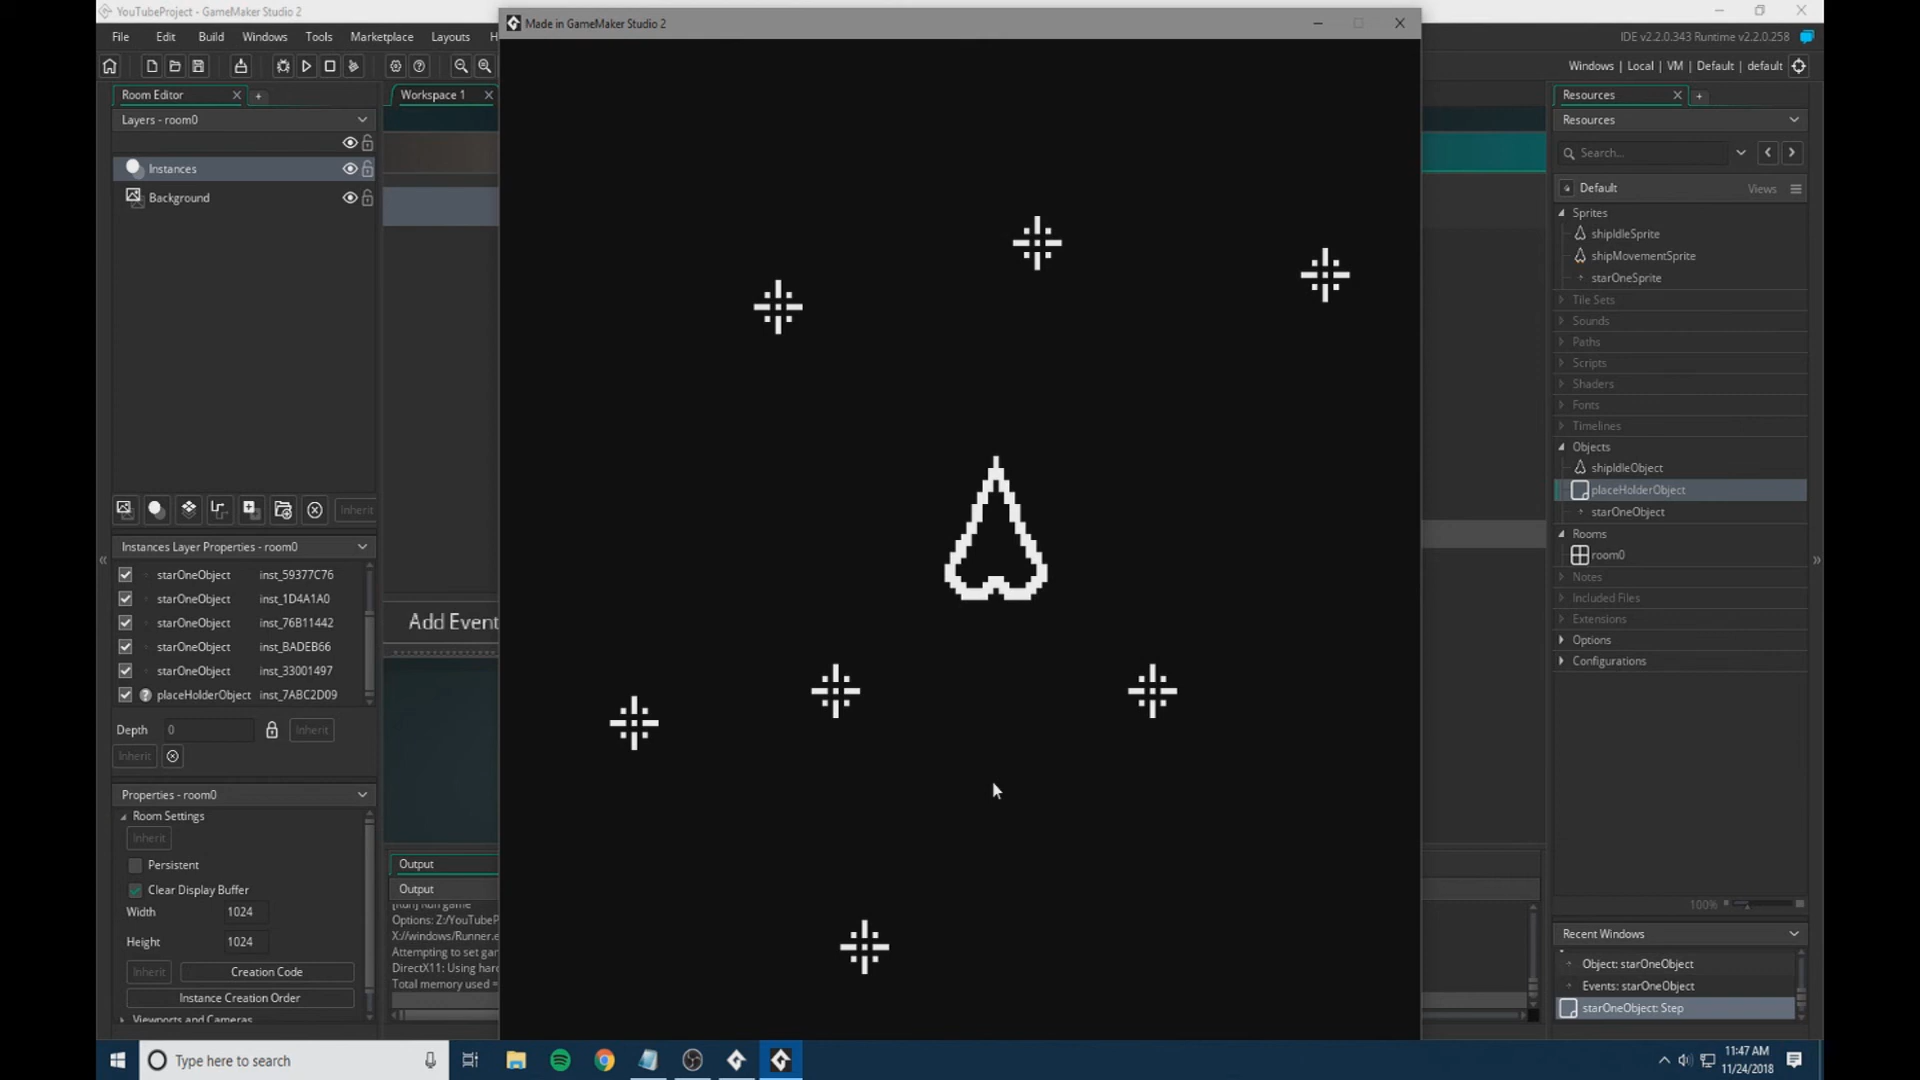 YouTubeProject - GameMaker Studio 2
Made in GameMaker Studio 2
File Edit Build Windows Tools Marketplace Layouts H
IDE v2.2.0.343 Runtime v2.2.0.258
Windows | Local | VM | Default | default
Room Editor
Workspace 1
Resources
Layers - room0
Resources
Search...
Instances
Background
Default
Views
Sprites
shipIdleSprite
shipMovementSprite
starOneSprite
Tile Sets
Sounds
Paths
Scripts
Shaders
Fonts
Timelines
Objects
shipIdleObject
placeHolderObject
starOneObject
Rooms
room0
Notes
Included Files
Extensions
Options
Configurations
Inherit
Instances Layer Properties - room0
starOneObject inst_59377C76
starOneObject inst_1D4A1A0
starOneObject inst_76B11442
starOneObject inst_BADEB66
starOneObject inst_33001497
placeHolderObject inst_7ABC2D09
Add Event
Depth 0 Inherit
Inherit
Properties - room0
Room Settings
Inherit
Persistent
Clear Display Buffer
Width 1024
Height 1024
Inherit Creation Code
Instance Creation Order
Viewports and Cameras
Output
Output
[Run] Run game
Options: Z:/YouTubeP
X://windows/Runner.e
Attempting to set gam
DirectX11: Using hard
Total memory used =
100%
Recent Windows
Object: starOneObject
Events: starOneObject
starOneObject: Step
Type here to search
11:47 AM
11/24/2018